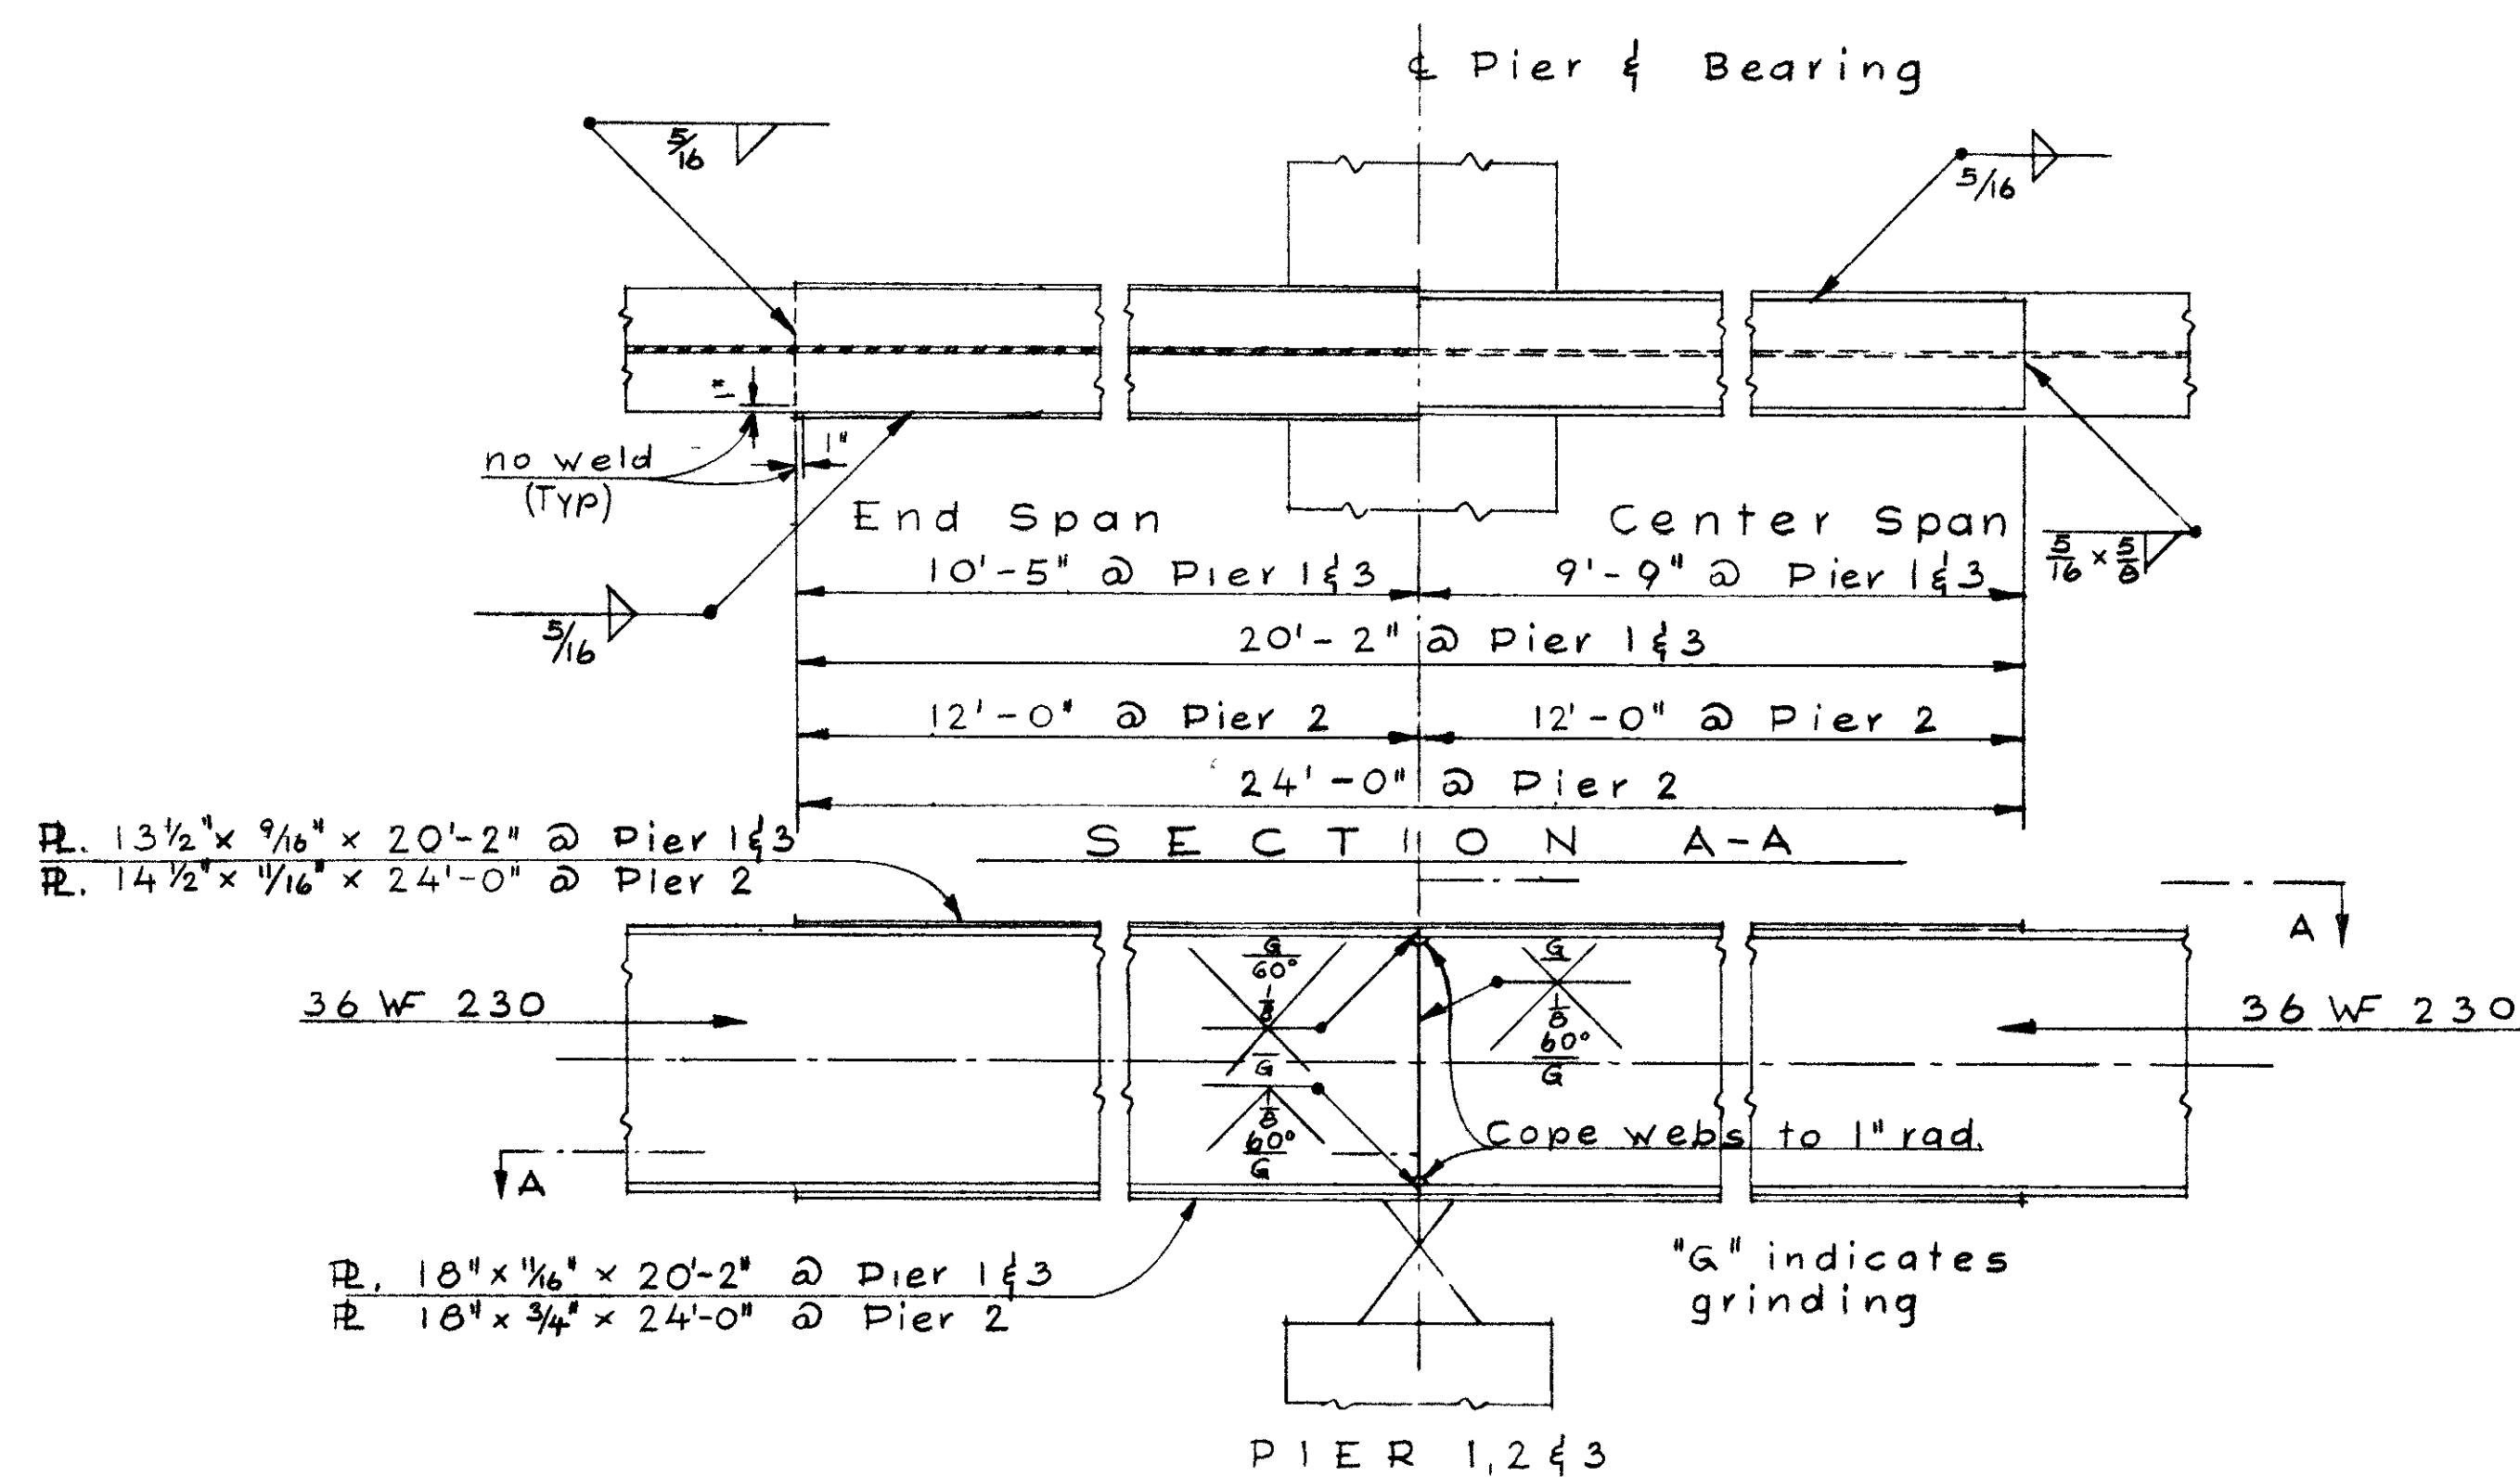 ℄ Pier & Bearing
5/16
5/16
1"
1"
no weld
(Typ)
End Span
Center Span
5/16 x 5/8
10'-5" @ Pier 1 & 3
9'-9" @ Pier 1 & 3
5/16
20'-2" @ Pier 1 & 3
12'-0" @ Pier 2
12'-0" @ Pier 2
24'-0" @ Pier 2
PL. 13 1/2" x 9/16" x 20'-2" @ Pier 1 & 3
PL. 14 1/2" x 11/16" x 24'-0" @ Pier 2
SECTION A-A
A
G
60°
1/8
G
1/8
60°
G
36 WF 230
36 WF 230
G
1/8
60°
G
Cope webs to 1" rad.
A
PL. 18" x 11/16" x 20'-2" @ Pier 1 & 3
PL 18" x 3/4" x 24'-0" @ Pier 2
"G" indicates
grinding
PIER 1,2 & 3